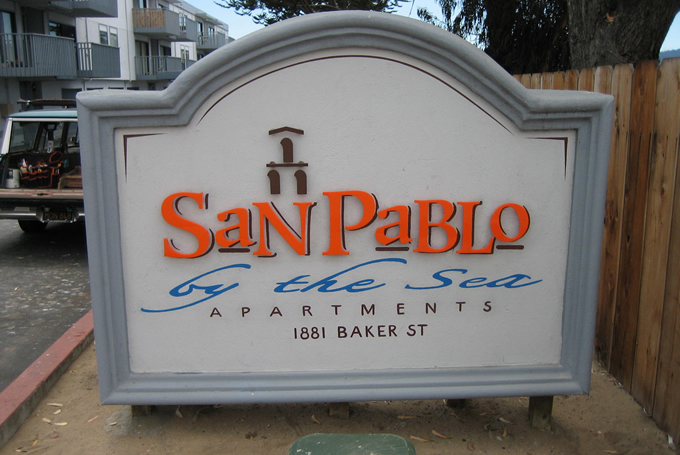 SaN PaBLo
by the Sea
APARTMENTS
1881 BAKER ST